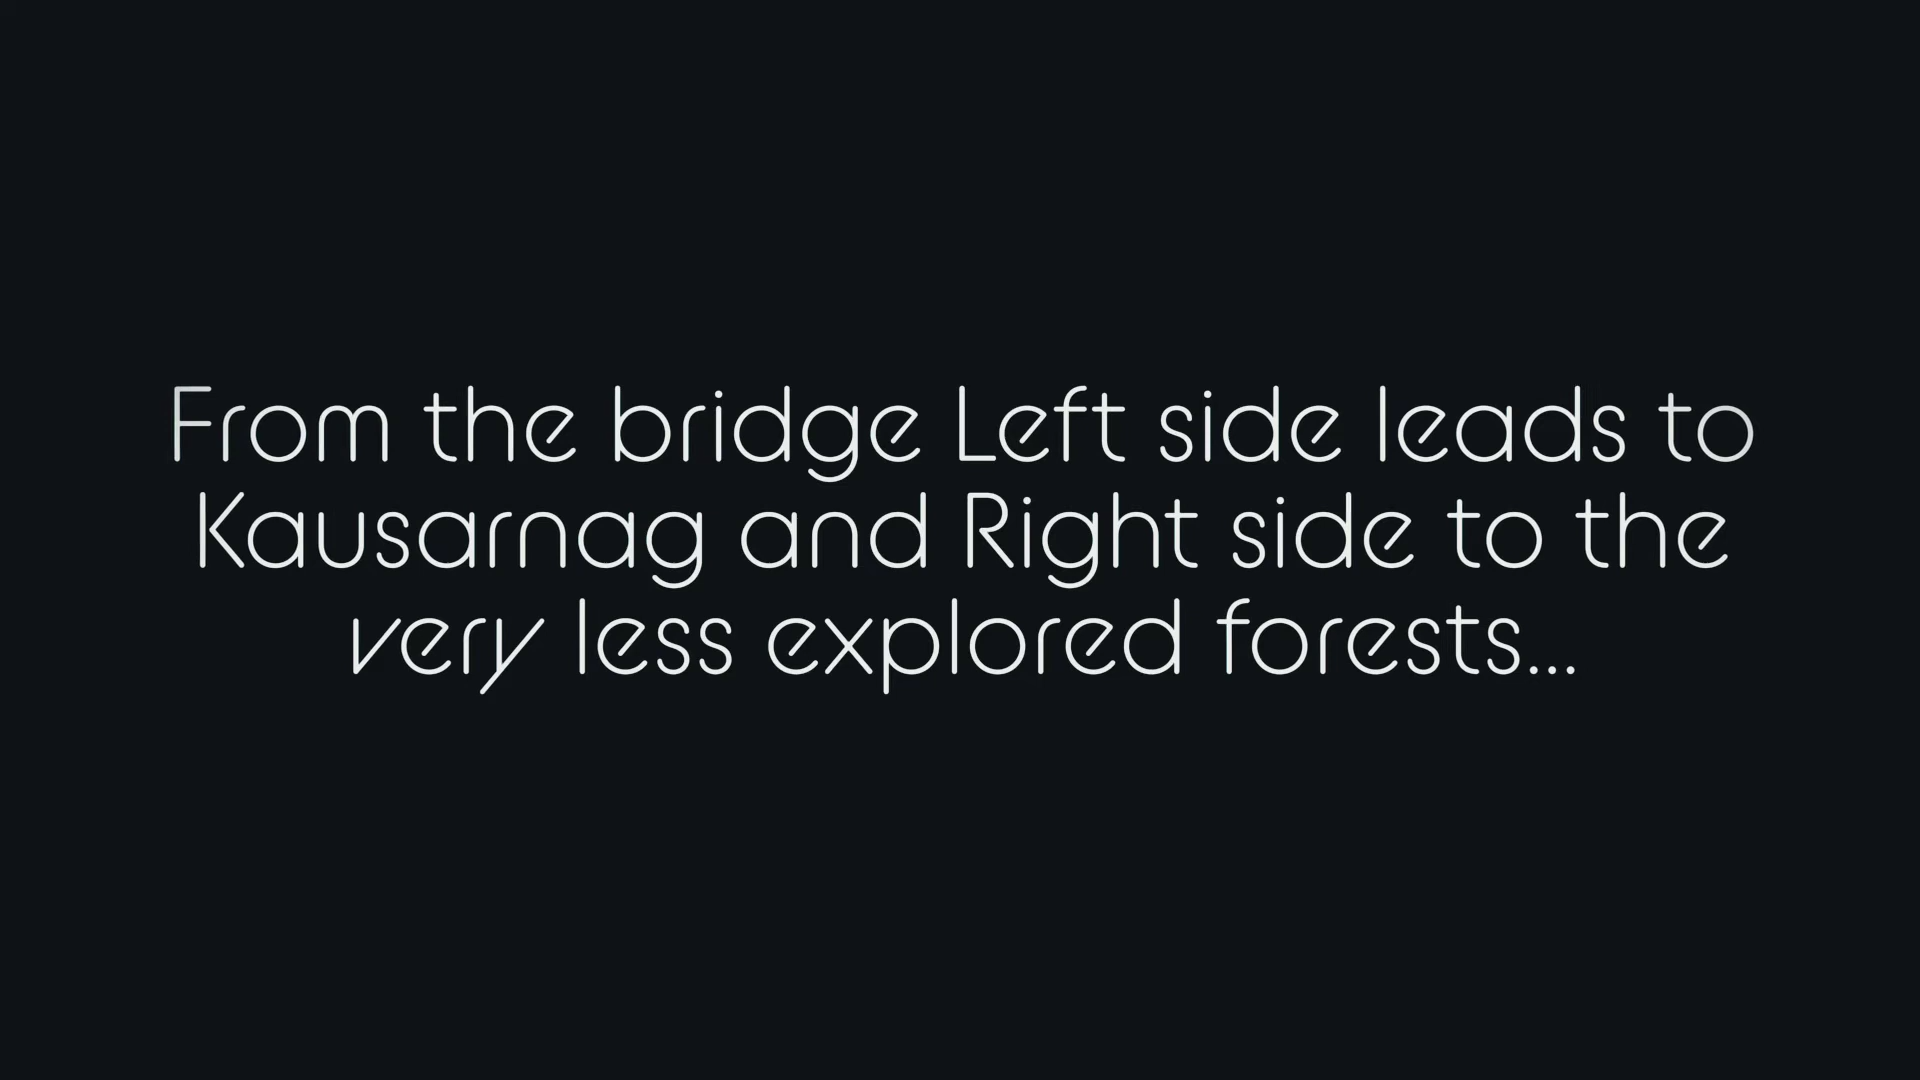 From the bridge Left side leads to
Kausarnag and Right side to the
very less explored forests...